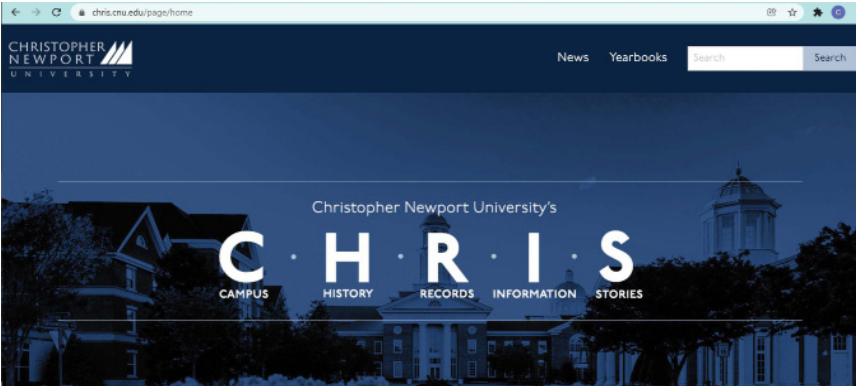 chris.cnu.edu/page/home
C
CHRISTOPHER
NEWPORT
UNIVERSITY
News Yearbooks Search Search
Christopher Newport University's
C · H · R · I · S
CAMPUS HISTORY RECORDS INFORMATION STORIES